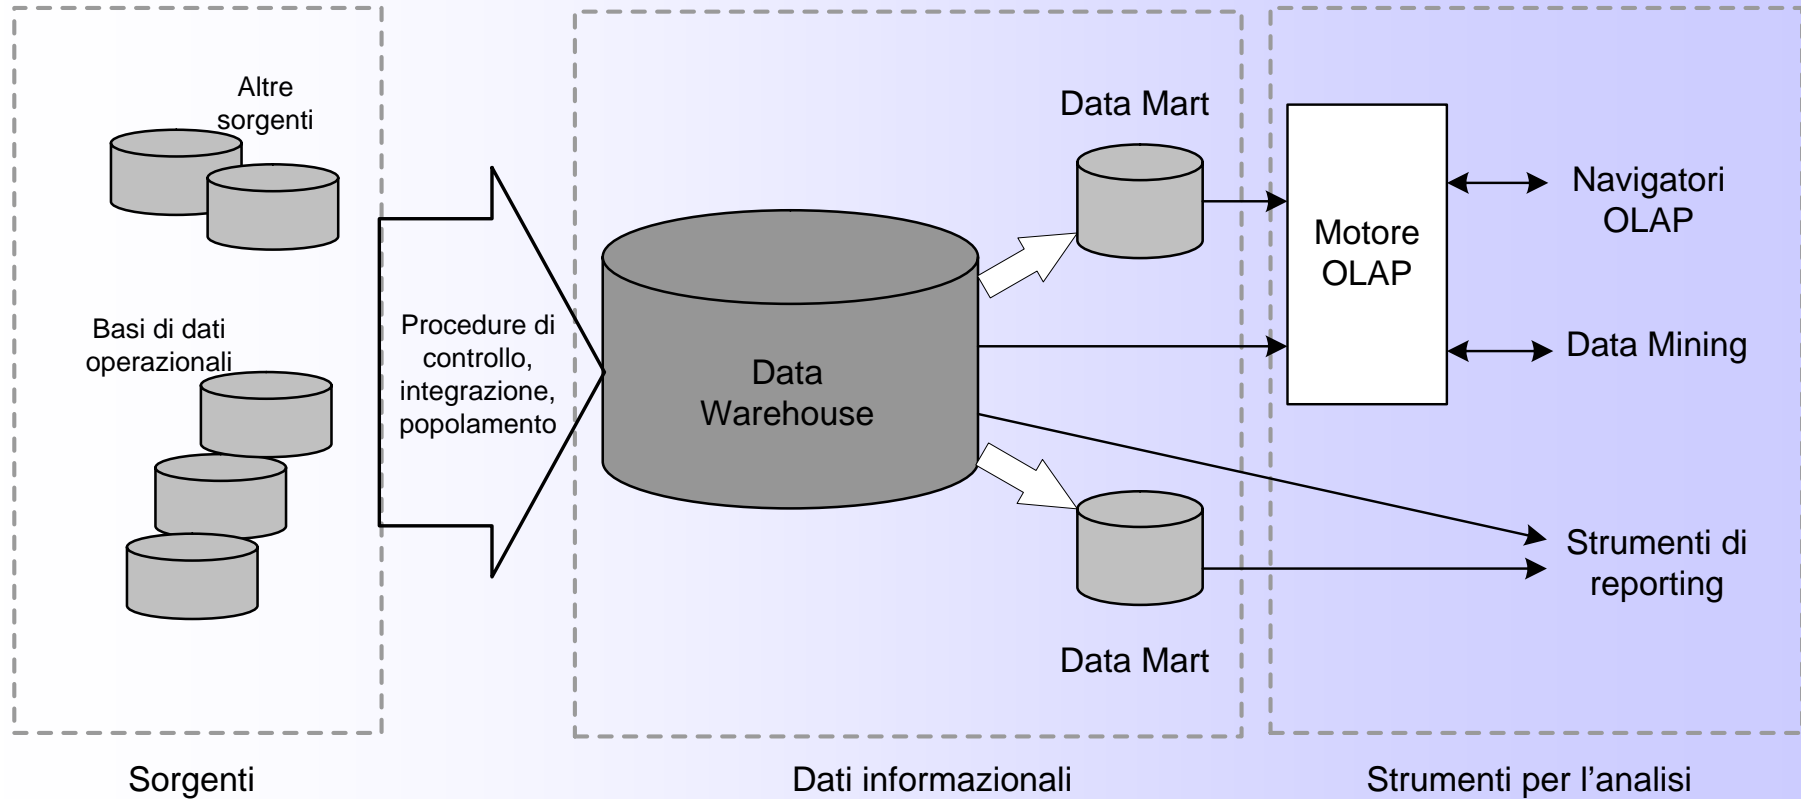 Altre
sorgenti
Basi di dati
operazionali
Procedure di
controllo,
integrazione,
popolamento
Data
Warehouse
Data Mart
Data Mart
Motore
OLAP
Navigatori
OLAP
Data Mining
Strumenti di
reporting
Sorgenti
Dati informazionali
Strumenti per l’analisi